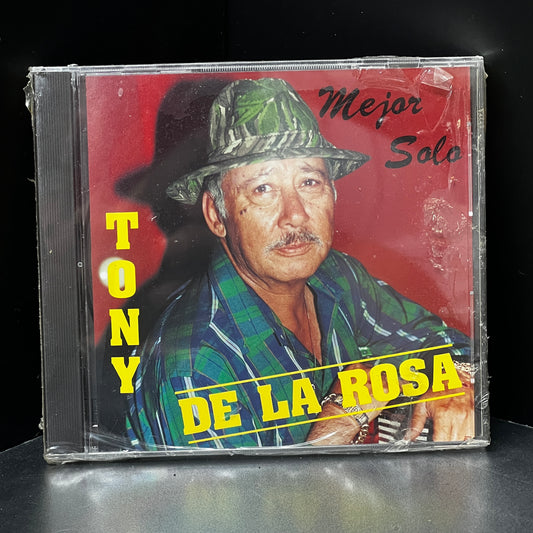 Mejor
Solo
TONY
DE LA ROSA